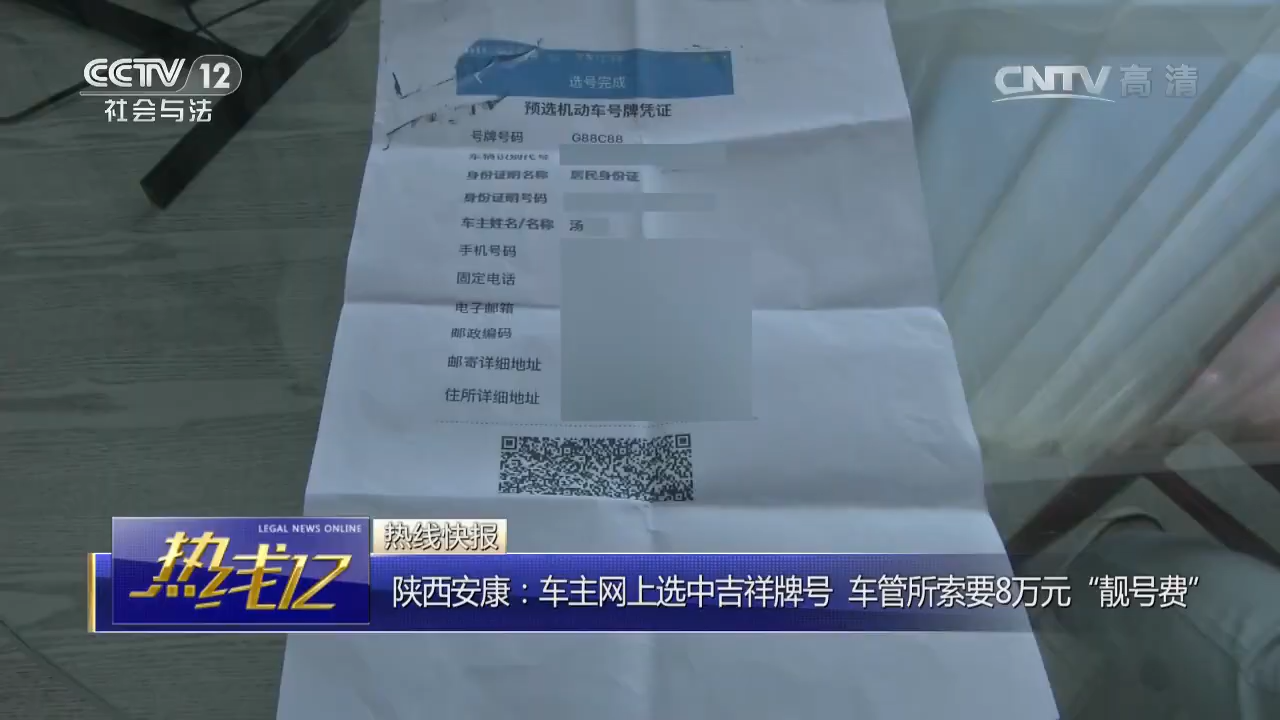 CCTV 12
社会与法
CNTV 高清
选号完成
预选机动车号牌凭证
号牌号码 G88C88
车辆识别代号
身份证明名称 居民身份证
身份证明号码
车主姓名/名称 汤
手机号码
固定电话
电子邮箱
邮政编码
邮寄详细地址
住所详细地址
LEGAL NEWS ONLINE
热线12
热线快报
陕西安康：车主网上选中吉祥牌号 车管所索要8万元“靓号费”